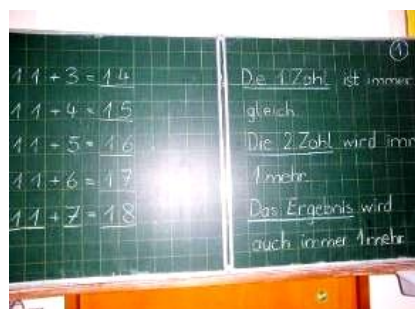 11+3=14
11+4=15
11+5=16
11+6=17
11+7=18
1
Die 1.Zahl ist immer
gleich.
Die 2.Zahl wird imm
1 mehr.
Das Ergebnis wird
auch immer 1 mehr